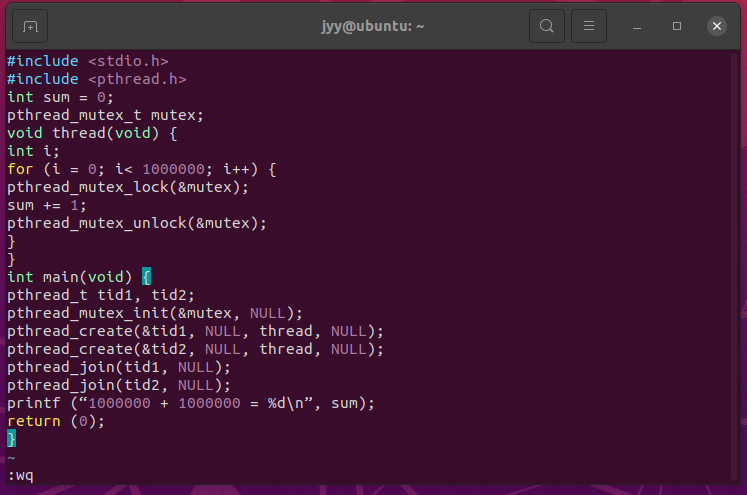 jyy@ubuntu: ~
#include <stdio.h>
#include <pthread.h>
int sum = 0;
pthread_mutex_t mutex;
void thread(void) {
int i;
for (i = 0; i< 1000000; i++) {
pthread_mutex_lock(&mutex);
sum += 1;
pthread_mutex_unlock(&mutex);
}
}
int main(void) {
pthread_t tid1, tid2;
pthread_mutex_init(&mutex, NULL);
pthread_create(&tid1, NULL, thread, NULL);
pthread_create(&tid2, NULL, thread, NULL);
pthread_join(tid1, NULL);
pthread_join(tid2, NULL);
printf (“1000000 + 1000000 = %d\n”, sum);
return (0);
}
~
:wq